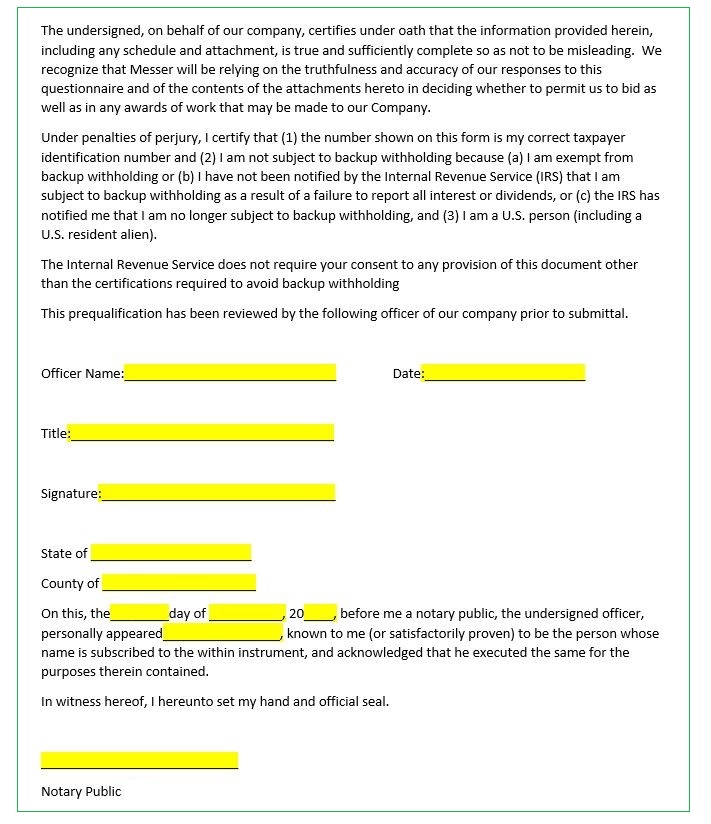 The undersigned, on behalf of our company, certifies under oath that the information provided herein,
including any schedule and attachment, is true and sufficiently complete so as not to be misleading.  We
recognize that Messer will be relying on the truthfulness and accuracy of our responses to this
questionnaire and of the contents of the attachments hereto in deciding whether to permit us to bid as
well as in any awards of work that may be made to our Company.
Under penalties of perjury, I certify that (1) the number shown on this form is my correct taxpayer
identification number and (2) I am not subject to backup withholding because (a) I am exempt from
backup withholding or (b) I have not been notified by the Internal Revenue Service (IRS) that I am
subject to backup withholding as a result of a failure to report all interest or dividends, or (c) the IRS has
notified me that I am no longer subject to backup withholding, and (3) I am a U.S. person (including a
U.S. resident alien).
The Internal Revenue Service does not require your consent to any provision of this document other
than the certifications required to avoid backup withholding
This prequalification has been reviewed by the following officer of our company prior to submittal.
Officer Name: Date:
Title:
Signature:
State of
County of
On this, the day of , 20 , before me a notary public, the undersigned officer,
personally appeared , known to me (or satisfactorily proven) to be the person whose
name is subscribed to the within instrument, and acknowledged that he executed the same for the
purposes therein contained.
In witness hereof, I hereunto set my hand and official seal.
Notary Public